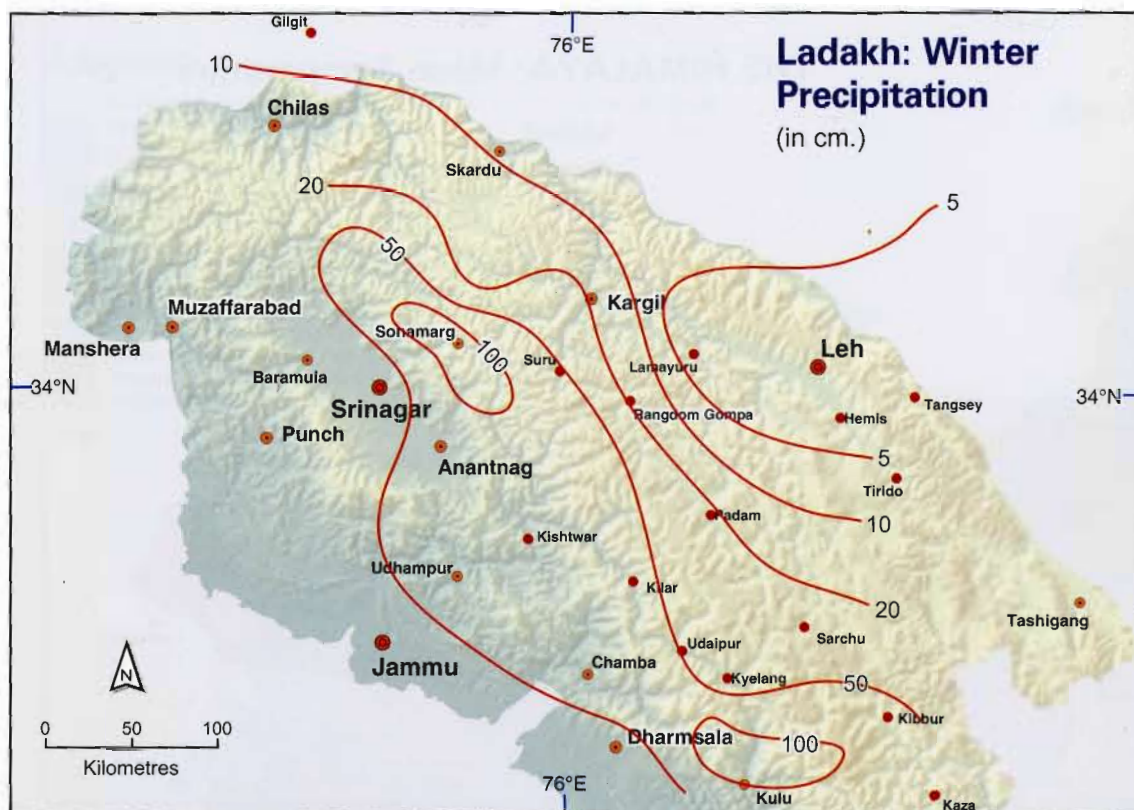 Gilgit
76°E
Ladakh: Winter
Precipitation
(in cm.)
10
Chilas
Skardu
20
5
50
Kargil
Muzaffarabad
Manshera
Sonamarg
100
Suru
Lamayuru
Leh
Baramula
34°N
34°N
Srinagar
Rangdom Gompa
Hemis
Tangsey
Punch
Anantnag
5
Tirido
Padam
10
Kishtwar
Udhampur
Kilar
20
Tashigang
Sarchu
Jammu
Udaipur
Chamba
Kyelang
50
N
Kibbur
0 50 100
Kilometres
Dharmsala
100
76°E
Kulu
Kaza